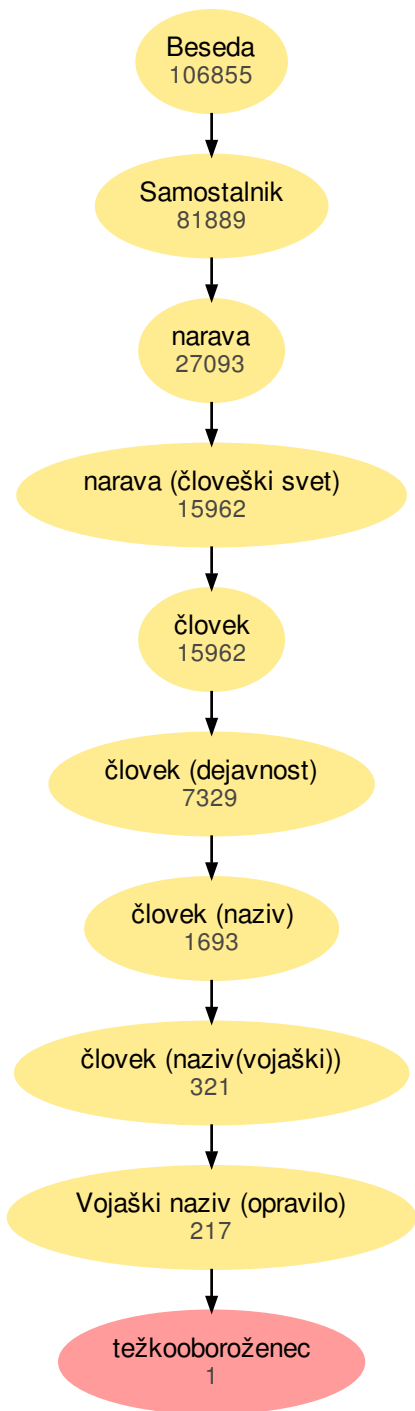 Beseda
106855
Samostalnik
81889
narava
27093
narava (človeški svet)
15962
človek
15962
človek (dejavnost)
7329
človek (naziv)
1693
človek (naziv(vojaški))
321
Vojaški naziv (opravilo)
217
težkooboroženec
1